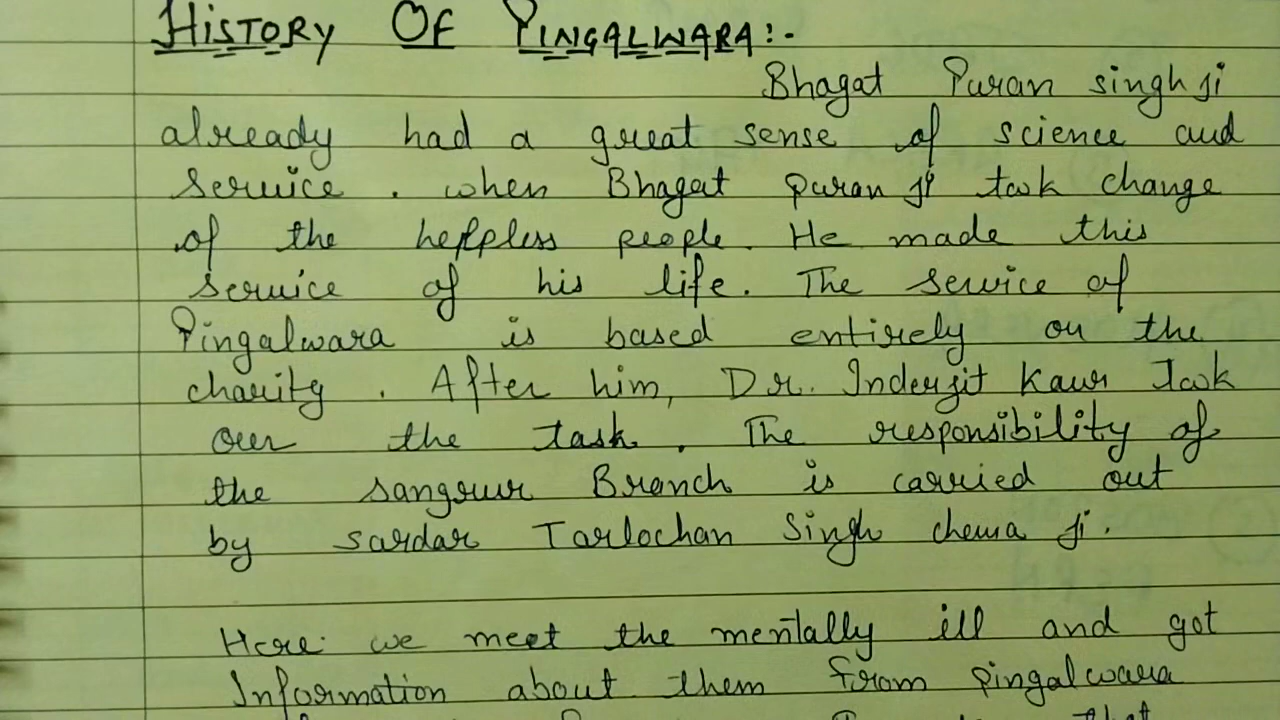 HISTORY OF PINGALWARA:-
Bhagat Puran singh ji
already had a great sense of science and
Service . when Bhagat Puran ji took change
of the helpless people. He made this
service of his life. The service of
Pingalwara is based entirely on the
charity . After him, Dr. Inderjit Kaur Took
over the task. The responsibility of
the sangrur Branch is carried out
by sardar Tarlochan Singh chema ji.
Here we meet the mentally ill and got
Information about them from pingalwara
that